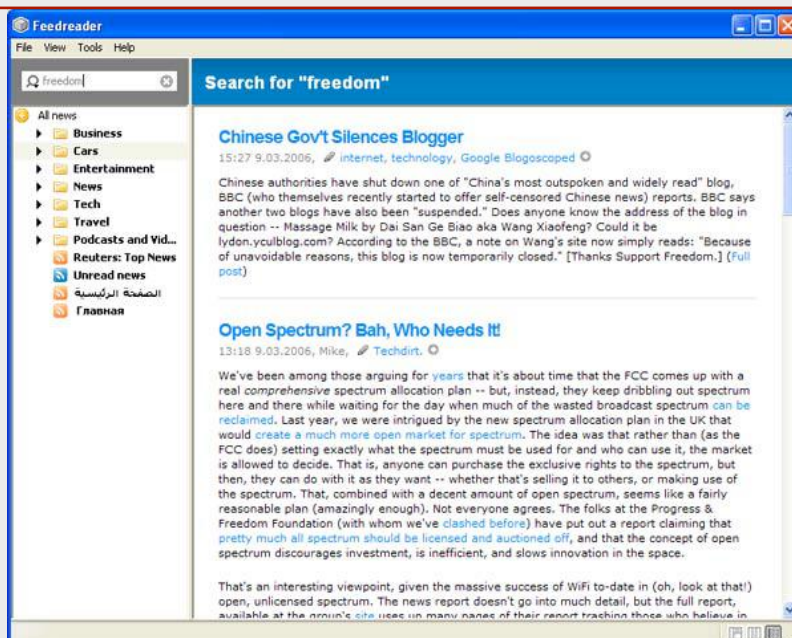 Feedreader
File View Tools Help
freedom
Search for "freedom"
All news
Business
Cars
Entertainment
News
Tech
Travel
Podcasts and Vid...
Reuters: Top News
Unread news
الصفحة الرئيسية
Главная
Chinese Gov't Silences Blogger
15:27 9.03.2006, internet, technology, Google Blogoscoped
Chinese authorities have shut down one of "China's most outspoken and widely read" blog,
BBC (who themselves recently started to offer self-censored Chinese news) reports. BBC says
another two blogs have also been "suspended." Does anyone know the address of the blog in
question -- Massage Milk by Dai San Ge Biao aka Wang Xiaofeng? Could it be
lydon.yculblog.com? According to the BBC, a note on Wang's site now simply reads: "Because
of unavoidable reasons, this blog is now temporarily closed." [Thanks Support Freedom.] (Full
post)
Open Spectrum? Bah, Who Needs It!
13:18 9.03.2006, Mike, Techdirt.
We've been among those arguing for years that it's about time that the FCC comes up with a
real comprehensive spectrum allocation plan -- but, instead, they keep dribbling out spectrum
here and there while waiting for the day when much of the wasted broadcast spectrum can be
reclaimed. Last year, we were intrigued by the new spectrum allocation plan in the UK that
would create a much more open market for spectrum. The idea was that rather than (as the
FCC does) setting exactly what the spectrum must be used for and who can use it, the market
is allowed to decide. That is, anyone can purchase the exclusive rights to the spectrum, but
then, they can do with it as they want -- whether that's selling it to others, or making use of
the spectrum. That, combined with a decent amount of open spectrum, seems like a fairly
reasonable plan (amazingly enough). Not everyone agrees. The folks at the Progress &
Freedom Foundation (with whom we've clashed before) have put out a report claiming that
pretty much all spectrum should be licensed and auctioned off, and that the concept of open
spectrum discourages investment, is inefficient, and slows innovation in the space.
That's an interesting viewpoint, given the massive success of WiFi to-date in (oh, look at that!)
open, unlicensed spectrum. The news report doesn't go into much detail, but the full report,
available at the group's site uses up many pages of their report trashing those who believe in